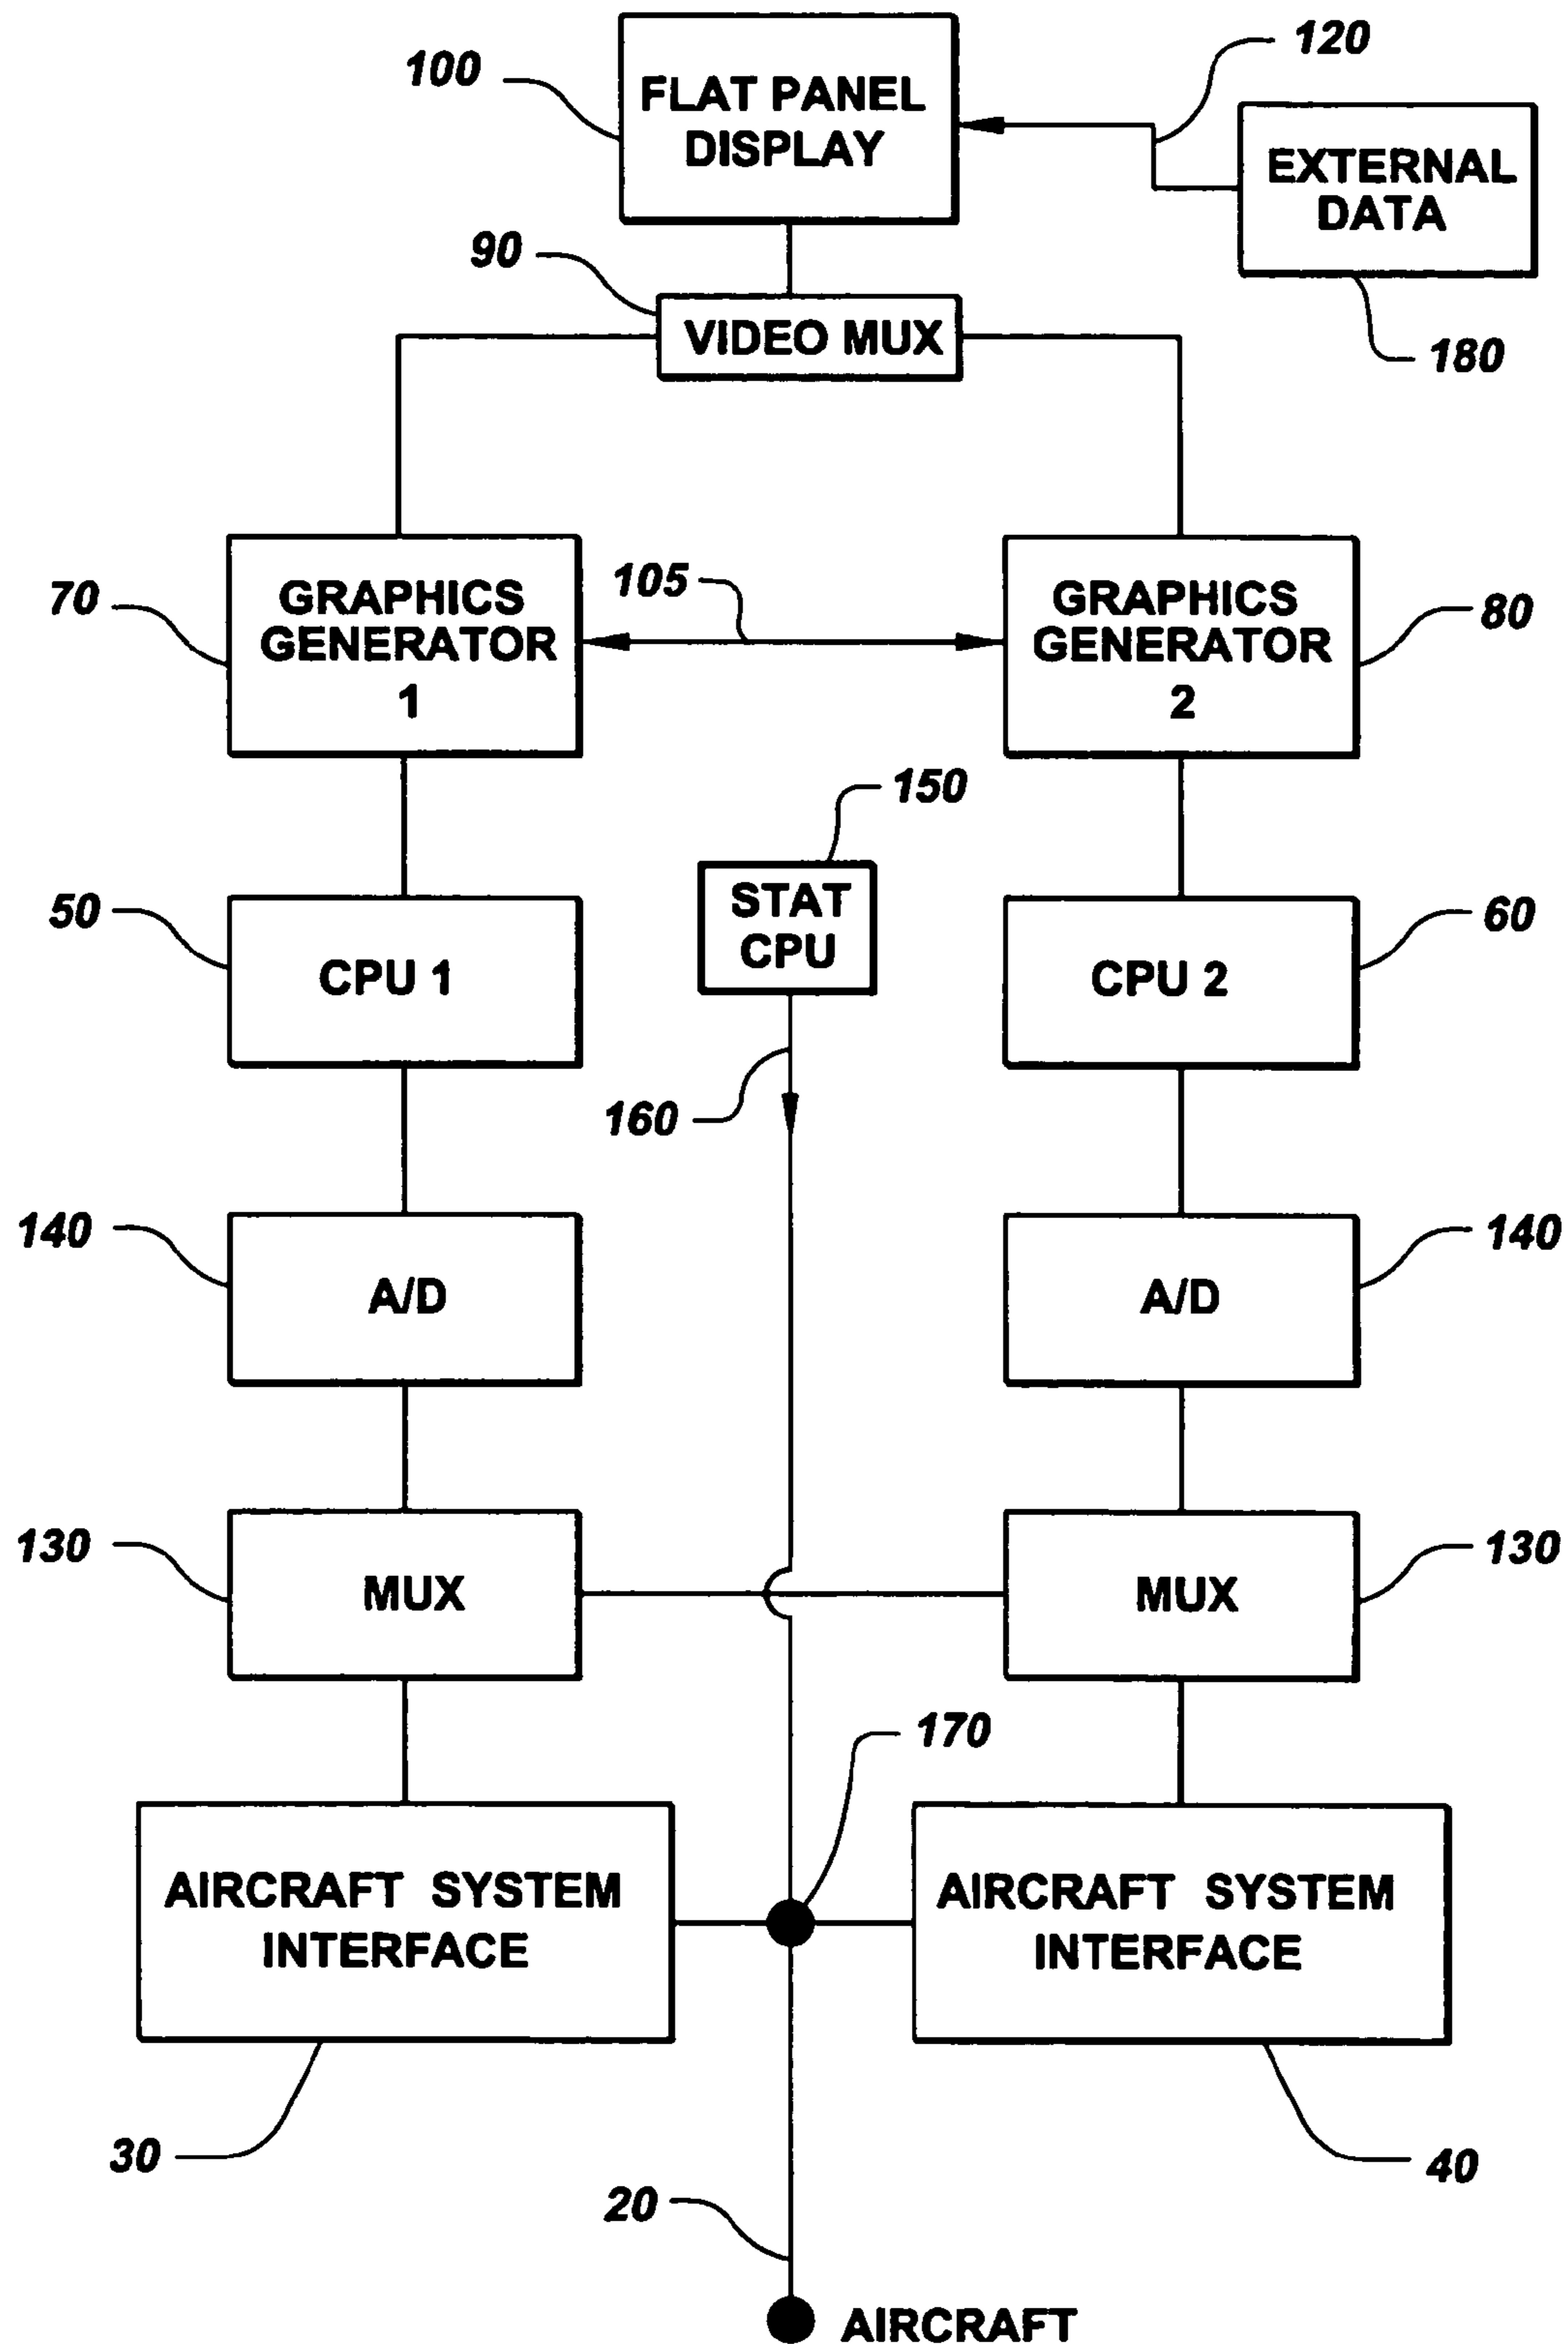 100
FLAT PANEL
DISPLAY
120
EXTERNAL
DATA
180
90
VIDEO MUX
70
GRAPHICS
GENERATOR
1
105
GRAPHICS
GENERATOR
2
80
150
STAT
CPU
50
CPU 1
60
CPU 2
160
140
A/D
140
A/D
130
MUX
130
MUX
170
AIRCRAFT SYSTEM
INTERFACE
AIRCRAFT SYSTEM
INTERFACE
30
40
20
AIRCRAFT